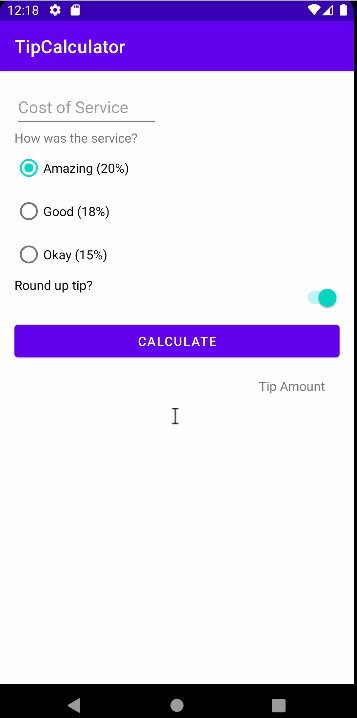 12:18
TipCalculator
Cost of Service
How was the service?
Amazing (20%)
Good (18%)
Okay (15%)
Round up tip?
CALCULATE
Tip Amount